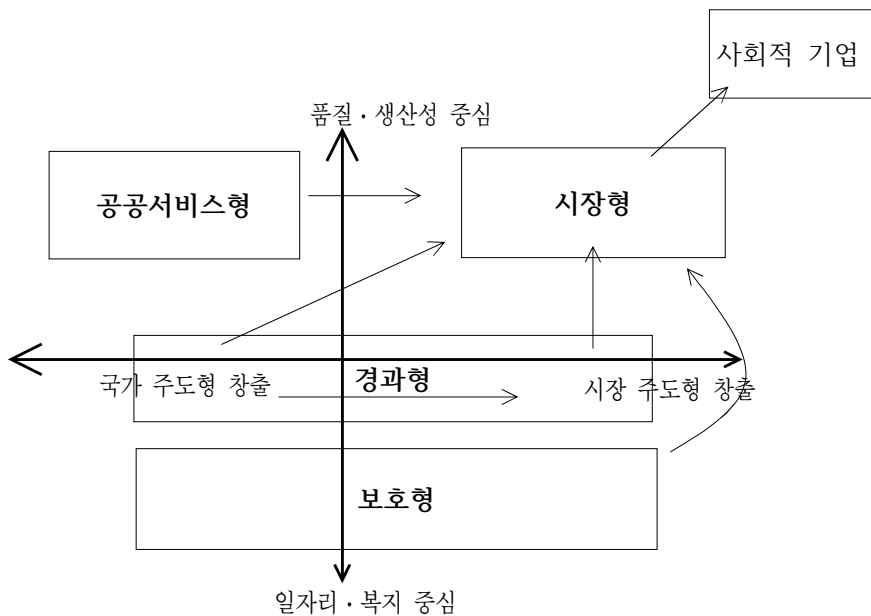 사회적 기업
품질·생산성 중심
공공서비스형
시장형
국가 주도형 창출
경과형
시장 주도형 창출
보호형
일자리·복지 중심